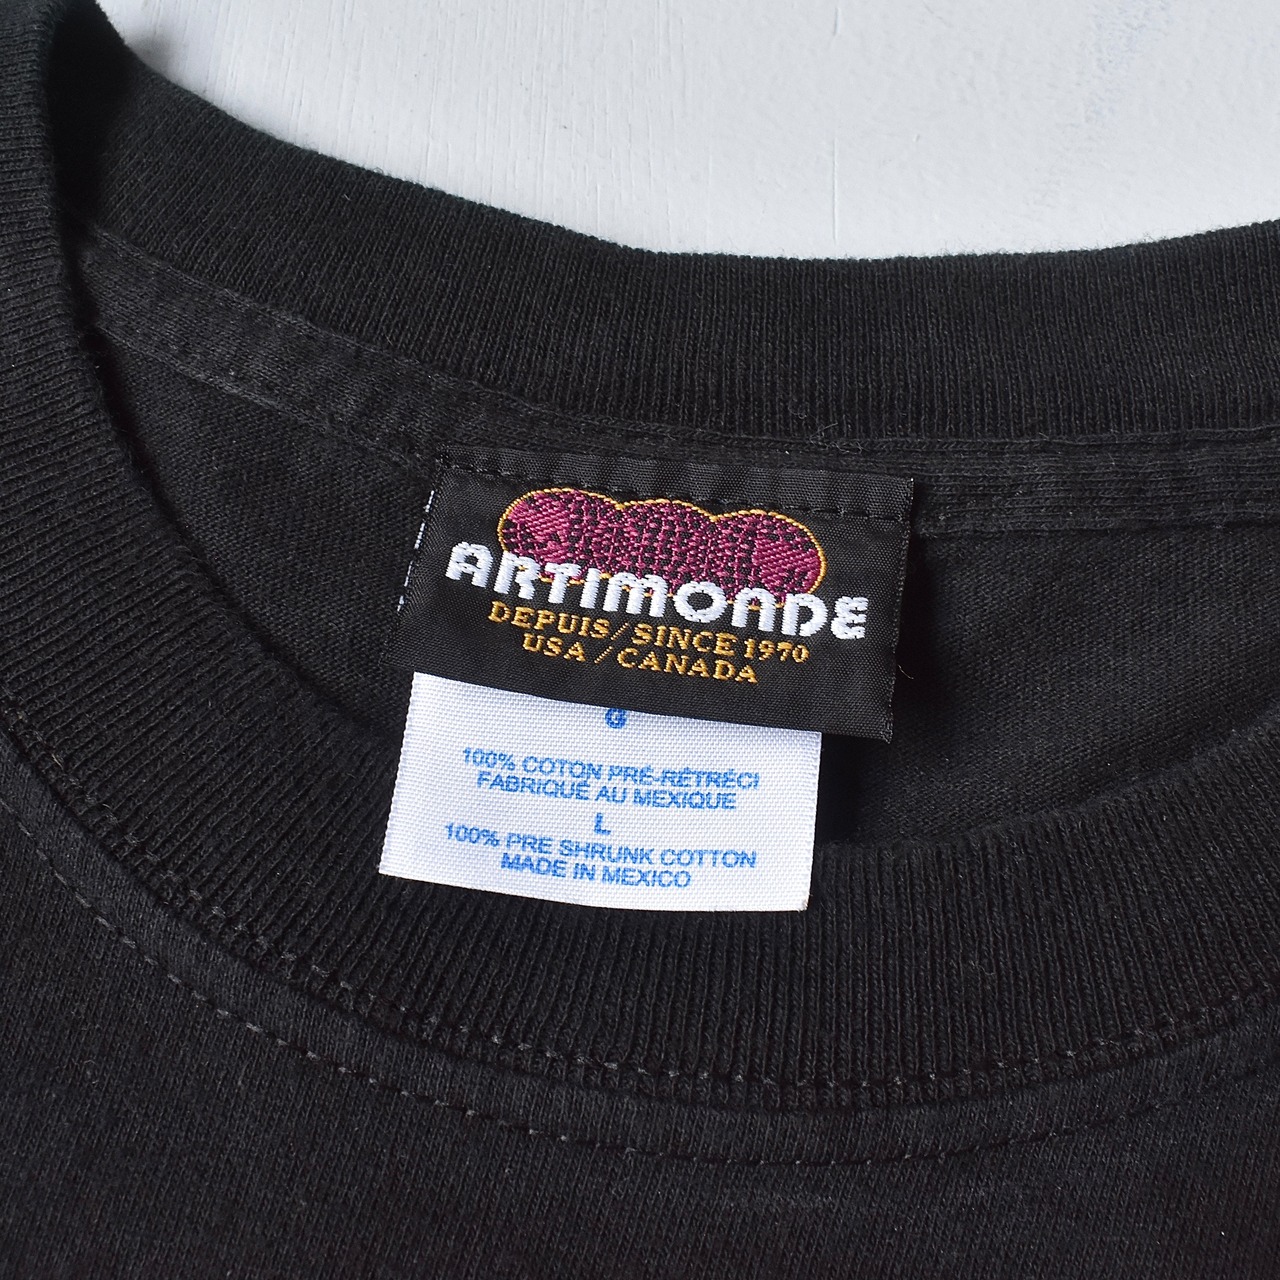 ARTIMONDE
DEPUIS/SINCE 1970
USA/CANADA
G
100% COTON PRÉ-RÉTRÉCI
FABRIQUÉ AU MEXIQUE
L
100% PRE SHRUNK COTTON
MADE IN MEXICO